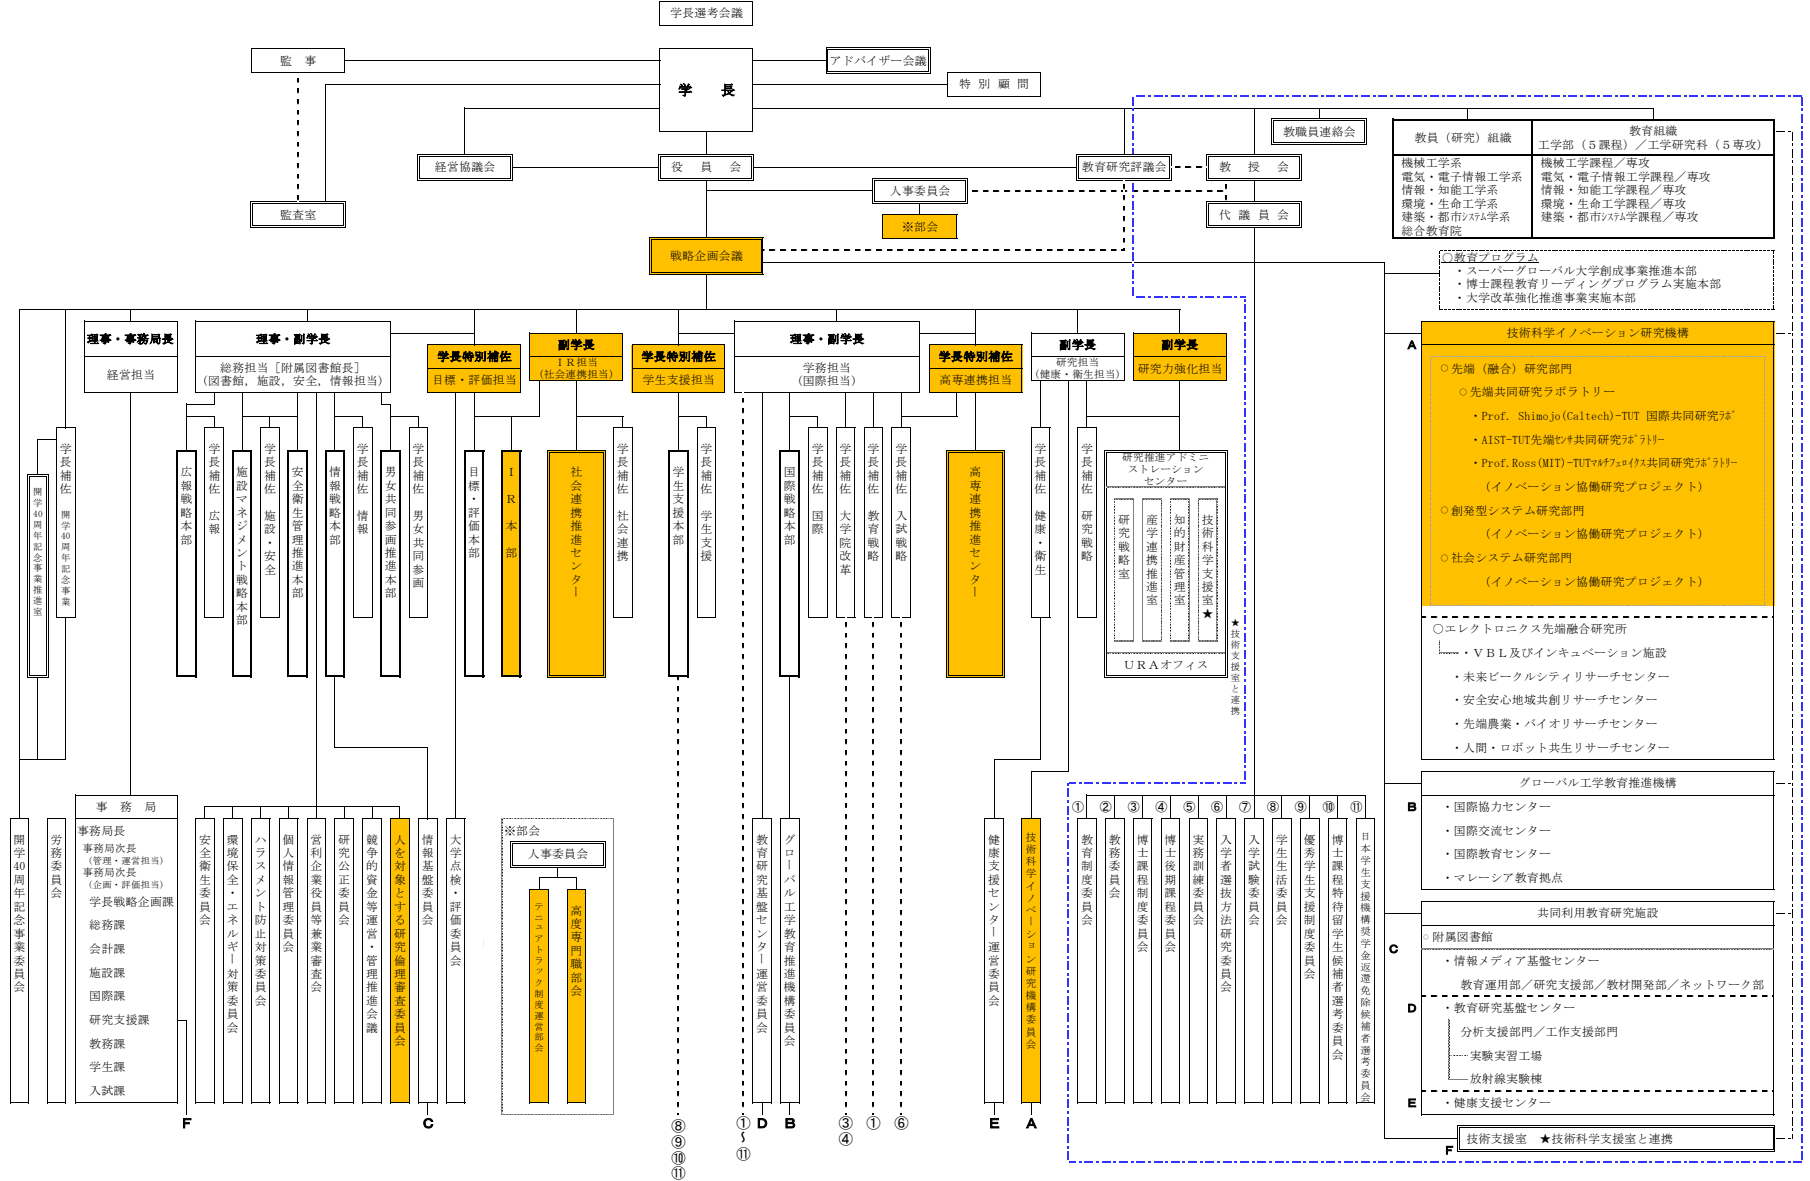 学長選考会議
監　事
学　長
アドバイザー会議
特 別 顧 問
教職員連絡会
教員（研究）組織
教育組織
工学部（５課程）／工学研究科（５専攻）
機械工学系
電気・電子情報工学系
情報・知能工学系
環境・生命工学系
建築・都市ｼｽﾃﾑ学系
総合教育院
機械工学課程／専攻
電気・電子情報工学課程／専攻
情報・知能工学課程／専攻
環境・生命工学課程／専攻
建築・都市ｼｽﾃﾑ学課程／専攻
経営協議会
役　員　会
教育研究評議会
教　授　会
人事委員会
※部会
監査室
代 議 員 会
戦略企画会議
○教育プログラム
・スーパーグローバル大学創成事業推進本部
・博士課程教育リーディングプログラム実施本部
・大学改革強化推進事業実施本部
理事・事務局長
経営担当
理事・副学長
総務担当［附属図書館長］
（図書館，施設，安全，情報担当）
学長特別補佐
目標・評価担当
副学長
ＩＲ担当
（社会連携担当）
学長特別補佐
学生支援担当
理事・副学長
学務担当
（国際担当）
学長特別補佐
高専連携担当
副学長
研究担当
（健康・衛生担当）
副学長
研究力強化担当
開学40周年記念事業推進室
学長補佐　開学40周年記念事業
広報戦略本部
学長補佐　広報
施設マネジメント戦略本部
学長補佐　施設・安全
安全衛生管理推進本部
情報戦略本部
学長補佐　情報
男女共同参画推進本部
学長補佐　男女共同参画
目標・評価本部
ＩＲ本部
社会連携推進センター
学長補佐　社会連携
学生支援本部
学長補佐　学生支援
国際戦略本部
学長補佐　国際
学長補佐　大学院改革
学長補佐　教育戦略
学長補佐　入試戦略
高専連携推進センター
学長補佐　健康・衛生
学長補佐　研究戦略
研究推進アドミニ
ストレーション
センター
研究戦略室
産学連携推進室
知的財産管理室
技術科学支援室★
ＵＲＡオフィス
★技術支援室と連携
A
技術科学イノベーション研究機構
○先端（融合）研究部門
○先端共同研究ラボラトリー
・Prof. Shimojo(Caltech)-TUT 国際共同研究ﾗﾎﾞ
・AIST-TUT先端ｾﾝｻ共同研究ﾗﾎﾞﾗﾄﾘｰ
・Prof.Ross(MIT)-TUTﾏﾙﾁﾌｪﾛｲｸｽ共同研究ﾗﾎﾞﾗﾄﾘｰ
（イノベーション協働研究プロジェクト）
○創発型システム研究部門
（イノベーション協働研究プロジェクト）
○社会システム研究部門
（イノベーション協働研究プロジェクト）
○エレクトロニクス先端融合研究所
・ＶＢＬ及びインキュベーション施設
・未来ビークルシティリサーチセンター
・安全安心地域共創リサーチセンター
・先端農業・バイオリサーチセンター
・人間・ロボット共生リサーチセンター
グローバル工学教育推進機構
B
・国際協力センター
・国際交流センター
・国際教育センター
・マレーシア教育拠点
共同利用教育研究施設
○附属図書館
C
・情報メディア基盤センター
教育運用部／研究支援部／教材開発部／ネットワーク部
D
・教育研究基盤センター
分析支援部門／工作支援部門
実験実習工場
放射線実験棟
E
・健康支援センター
F
技術支援室　★技術科学支援室と連携
開学40周年記念事業委員会
労務委員会
事　務　局
事務局長
事務局次長
（管理・運営担当）
事務局次長
（企画・評価担当）
学長戦略企画課
総務課
会計課
施設課
国際課
研究支援課
教務課
学生課
入試課
F
安全衛生委員会
環境保全・エネルギー対策委員会
ハラスメント防止対策委員会
個人情報管理委員会
営利企業役員等兼業審査会
研究公正委員会
競争的資金等運営・管理推進会議
人を対象とする研究倫理審査委員会
情報基盤委員会
C
大学点検・評価委員会
※部会
人事委員会
テニュアトラック制度運営部会
高度専門職部会
⑧
⑨
⑩
⑪
①
～
⑪
教育研究基盤センター運営委員会
D
グローバル工学教育推進機構委員会
B
③
④
①
⑥
健康支援センター運営委員会
E
技術科学イノベーション研究機構委員会
A
①
教育制度委員会
②
教務委員会
③
博士課程制度委員会
④
博士後期課程委員会
⑤
実務訓練委員会
⑥
入学者選抜方法研究委員会
⑦
入学試験委員会
⑧
学生生活委員会
⑨
優秀学生支援制度委員会
⑩
博士課程特待留学生候補者選考委員会
⑪
日本学生支援機構奨学金返還免除候補者選考委員会